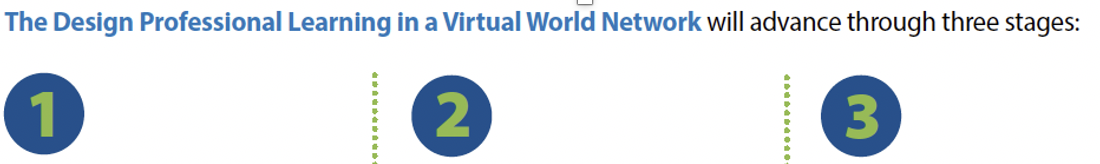 The Design Professional Learning in a Virtual World Network will advance through three stages:
1 2 3